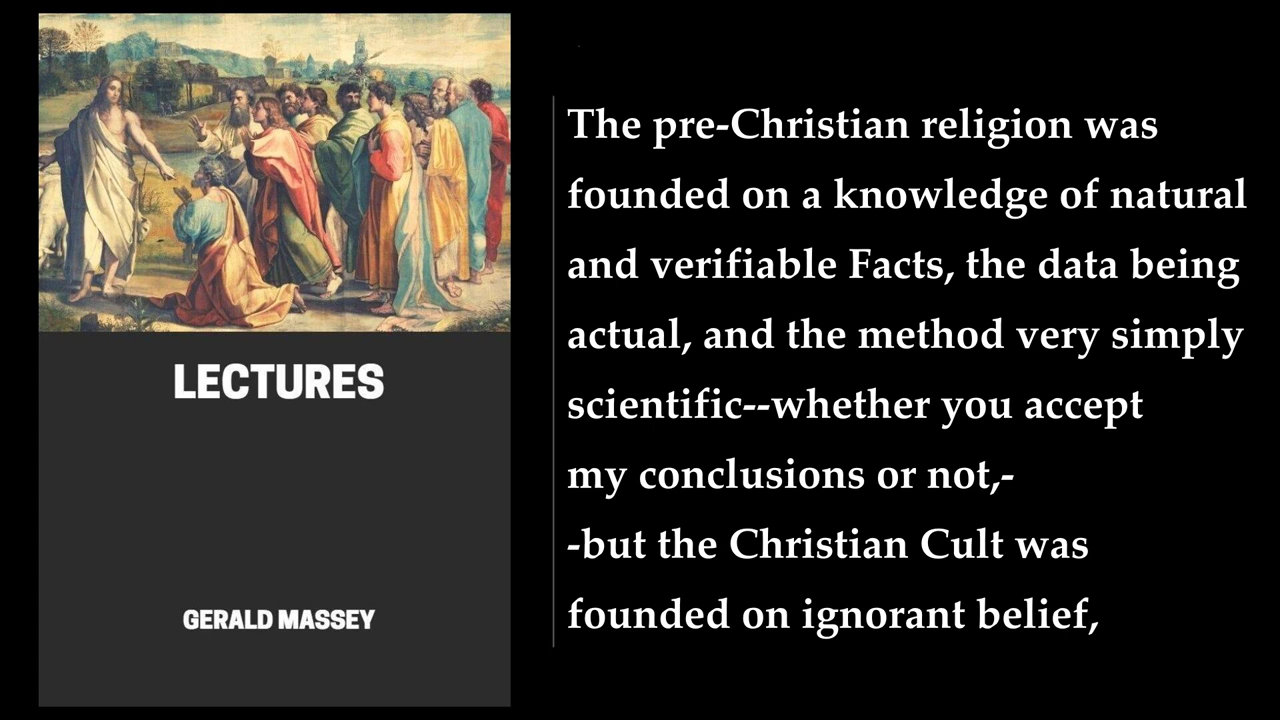 LECTURES
GERALD MASSEY
The pre-Christian religion was
founded on a knowledge of natural
and verifiable Facts, the data being
actual, and the method very simply
scientific--whether you accept
my conclusions or not,-
-but the Christian Cult was
founded on ignorant belief,